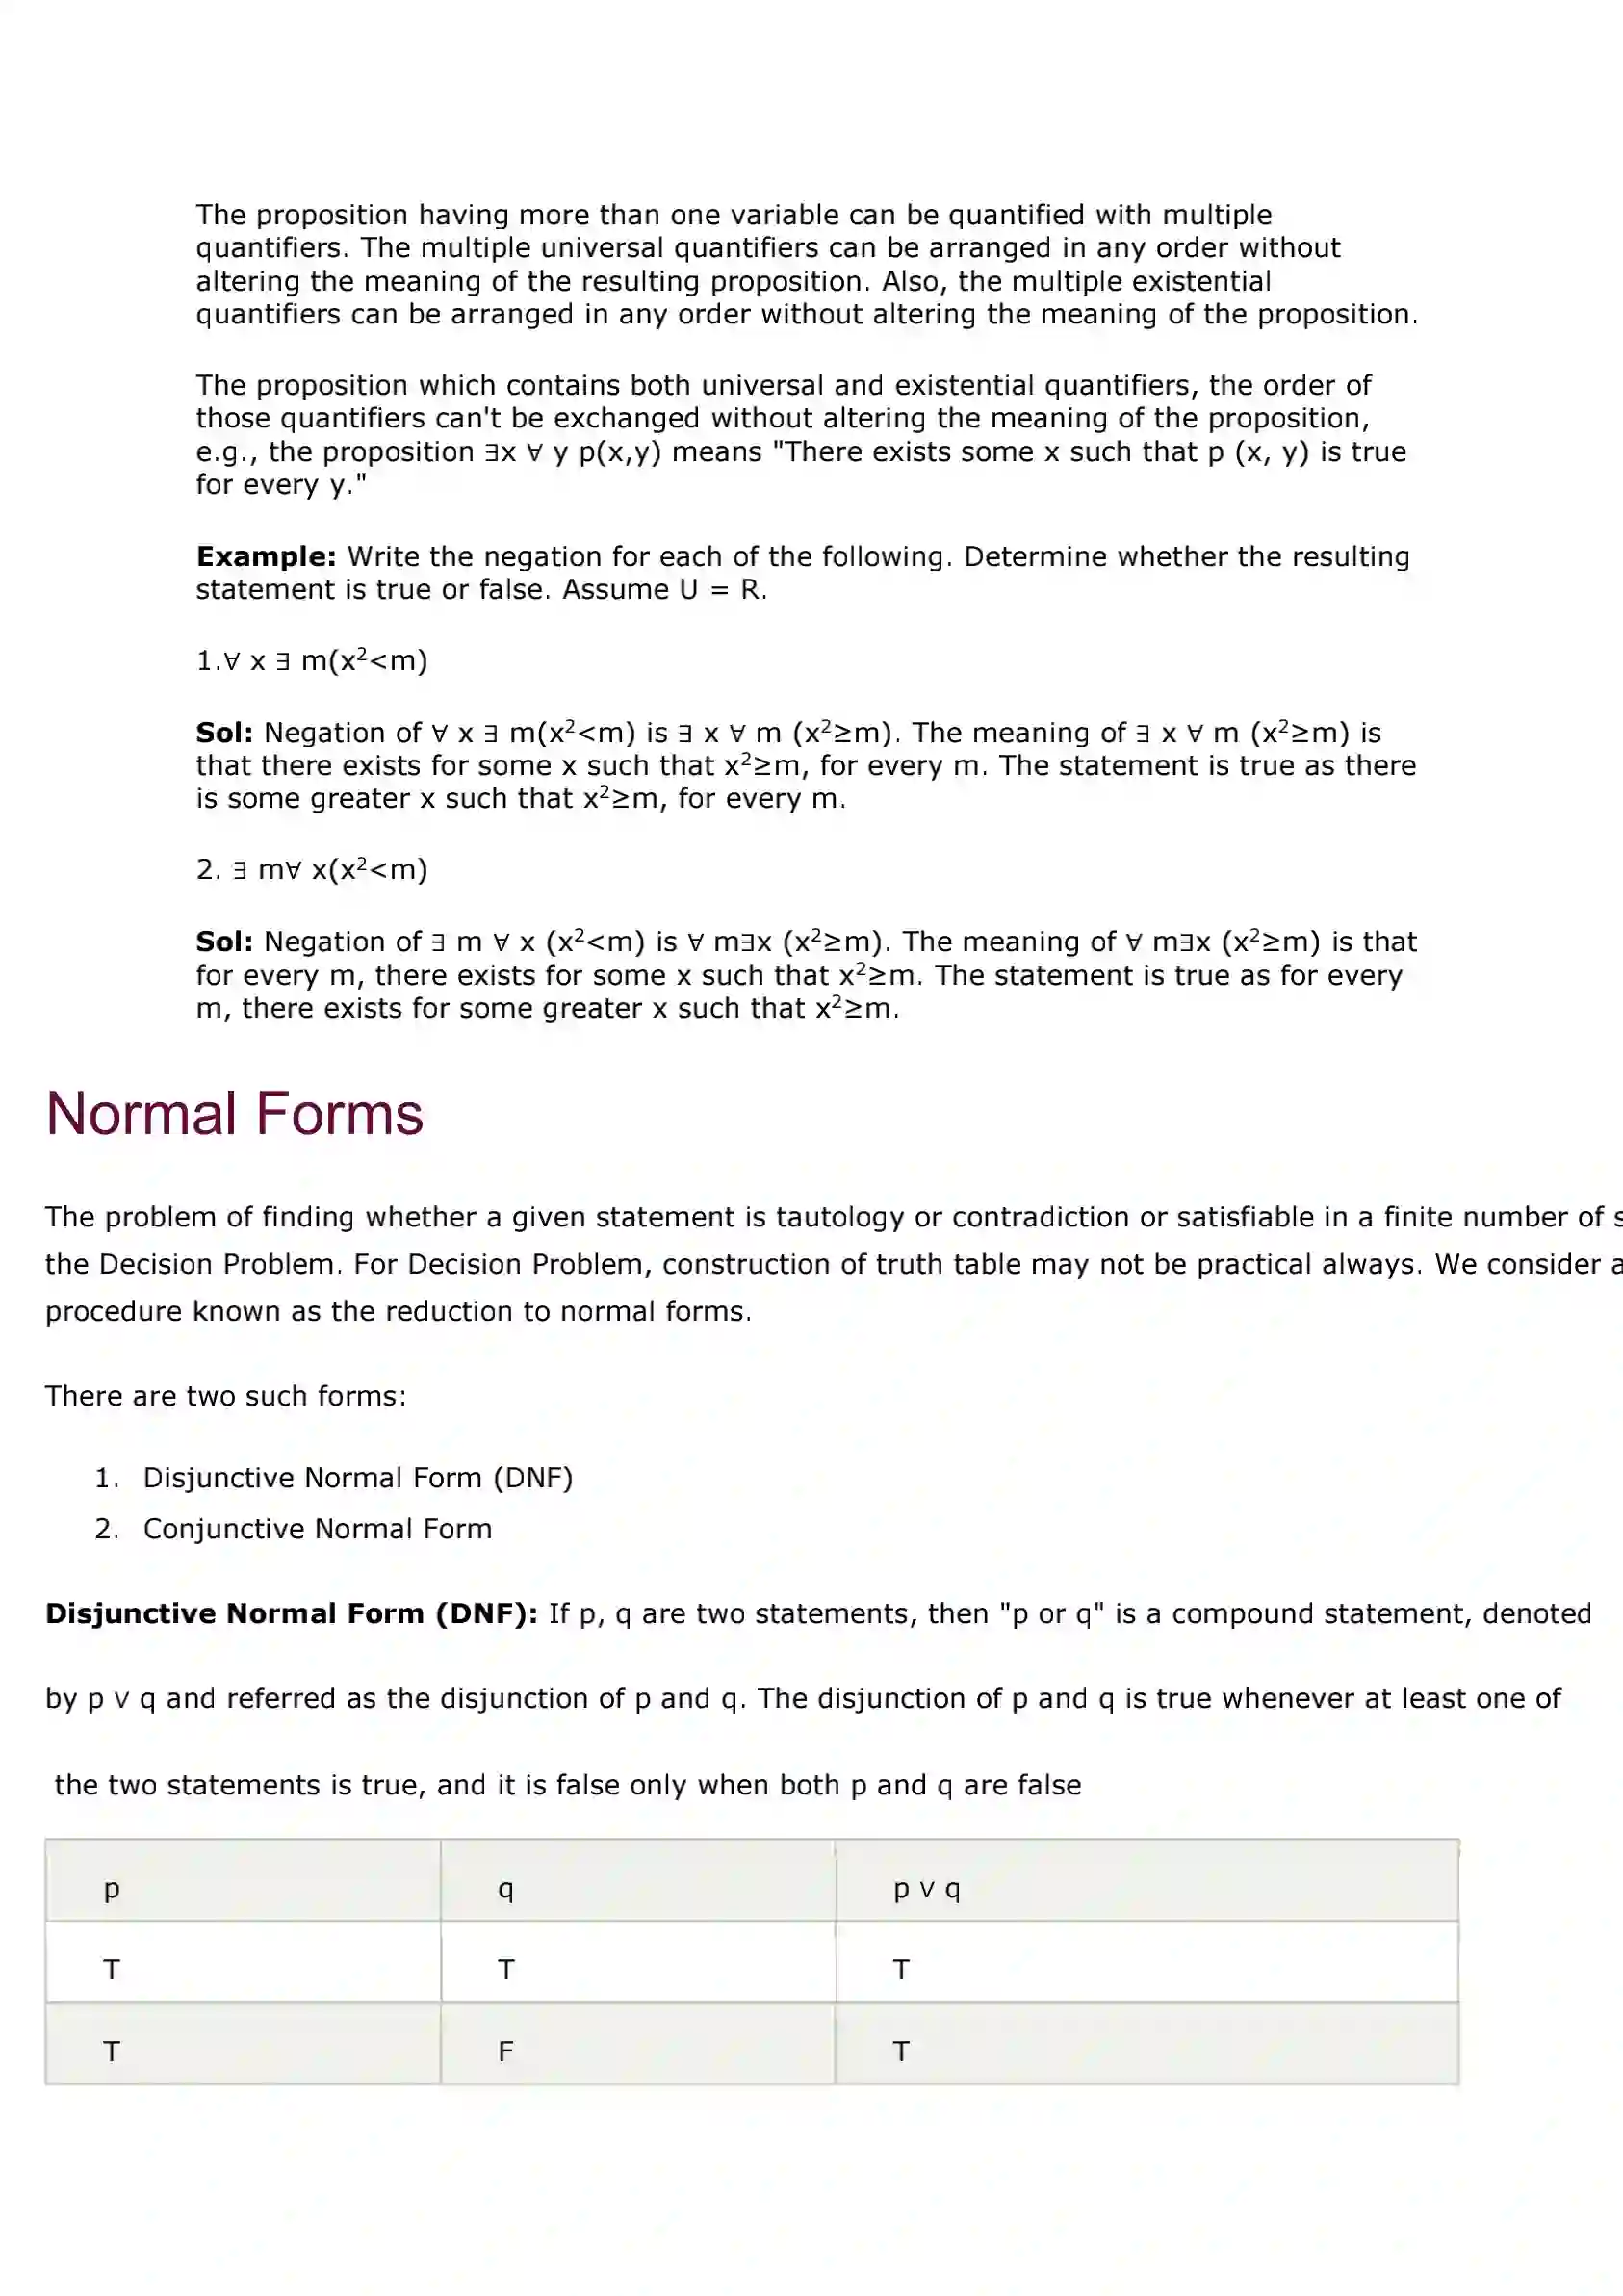 The proposition having more than one variable can be quantified with multiple
quantifiers. The multiple universal quantifiers can be arranged in any order without
altering the meaning of the resulting proposition. Also, the multiple existential
quantifiers can be arranged in any order without altering the meaning of the proposition.
The proposition which contains both universal and existential quantifiers, the order of
those quantifiers can't be exchanged without altering the meaning of the proposition,
e.g., the proposition ∃x ∀ y p(x,y) means "There exists some x such that p (x, y) is true
for every y."
Example: Write the negation for each of the following. Determine whether the resulting
statement is true or false. Assume U = R.
1.∀ x ∃ m(x²<m)
Sol: Negation of ∀ x ∃ m(x²<m) is ∃ x ∀ m (x²≥m). The meaning of ∃ x ∀ m (x²≥m) is
that there exists for some x such that x²≥m, for every m. The statement is true as there
is some greater x such that x²≥m, for every m.
2. ∃ m∀ x(x²<m)
Sol: Negation of ∃ m ∀ x (x²<m) is ∀ m∃x (x²≥m). The meaning of ∀ m∃x (x²≥m) is that
for every m, there exists for some x such that x²≥m. The statement is true as for every
m, there exists for some greater x such that x²≥m.
Normal Forms
The problem of finding whether a given statement is tautology or contradiction or satisfiable in a finite number of
the Decision Problem. For Decision Problem, construction of truth table may not be practical always. We consider
procedure known as the reduction to normal forms.
There are two such forms:
1. Disjunctive Normal Form (DNF)
2. Conjunctive Normal Form
Disjunctive Normal Form (DNF): If p, q are two statements, then "p or q" is a compound statement, denoted
by p ∨ q and referred as the disjunction of p and q. The disjunction of p and q is true whenever at least one of
the two statements is true, and it is false only when both p and q are false
p q p ∨ q
T T T
T F T